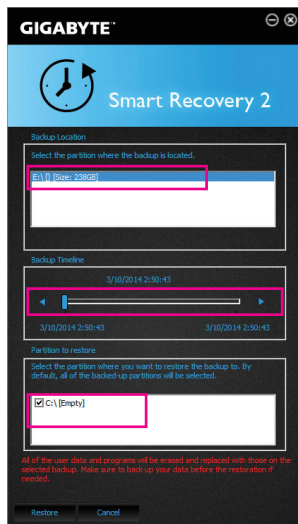 GIGABYTE™
Smart Recovery 2
Backup Location
Select the partition where the backup is located.
E:\ [] [Size: 238GB]
Backup Timeline
3/10/2014 2:50:43
3/10/2014 2:50:43 3/10/2014 2:50:43
Partition to restore
Select the partition where you want to restore the backup to. By
default, all of the backed-up partitions will be selected.
C:\ [Empty]
All of the user data and programs will be erased and replaced with those on the
selected backup. Make sure to back up your data before the restoration if
needed.
Restore Cancel